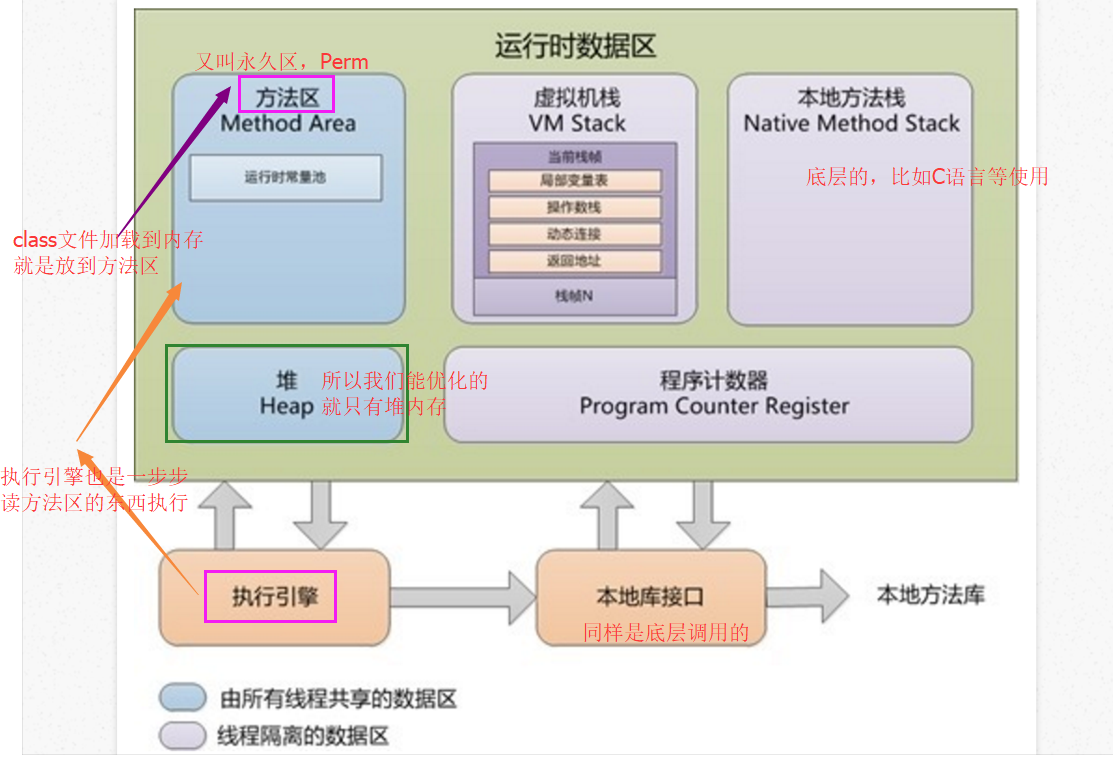 运行时数据区
又叫永久区，Perm
方法区
Method Area
运行时常量池
虚拟机栈
VM Stack
当前栈帧
局部变量表
操作数栈
动态连接
返回地址
栈帧N
本地方法栈
Native Method Stack
底层的，比如C语言等使用
class文件加载到内存
就是放到方法区
堆
Heap
所以我们能优化的
就只有堆内存
程序计数器
Program Counter Register
执行引擎也是一步步
读方法区的东西执行
执行引擎
本地库接口
同样是底层调用的
本地方法库
由所有线程共享的数据区
线程隔离的数据区